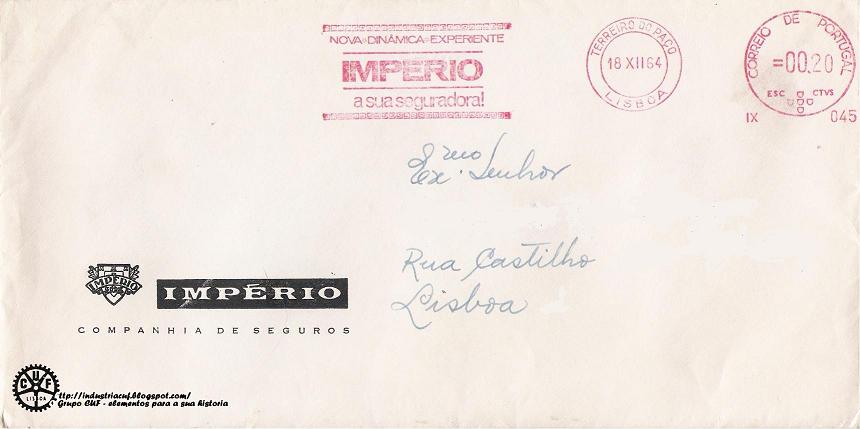 NOVA-DINÂMICA-EXPERIENTE
IMPÉRIO
a sua seguradora!
TERREIRO DO PAÇO
18 XII 64
LISBOA
CORREIO DE PORTUGAL
=00.20
ESC CTVS
IX 045
Exmo Senhor
Rua Castilho
Lisboa
IMPÉRIO
IMPÉRIO
COMPANHIA DE SEGUROS
CUF
LISBOA
ttp://industriacuf.blogspot.com/
Grupo CUF - elementos para a sua historia